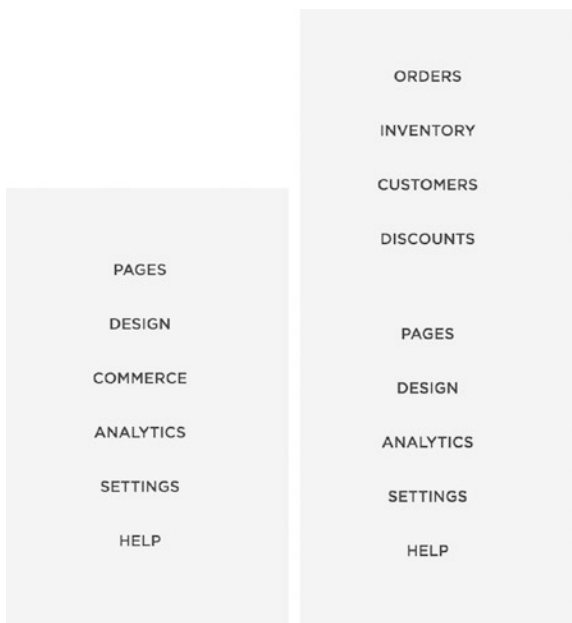 PAGES
DESIGN
COMMERCE
ANALYTICS
SETTINGS
HELP
ORDERS
INVENTORY
CUSTOMERS
DISCOUNTS
PAGES
DESIGN
ANALYTICS
SETTINGS
HELP